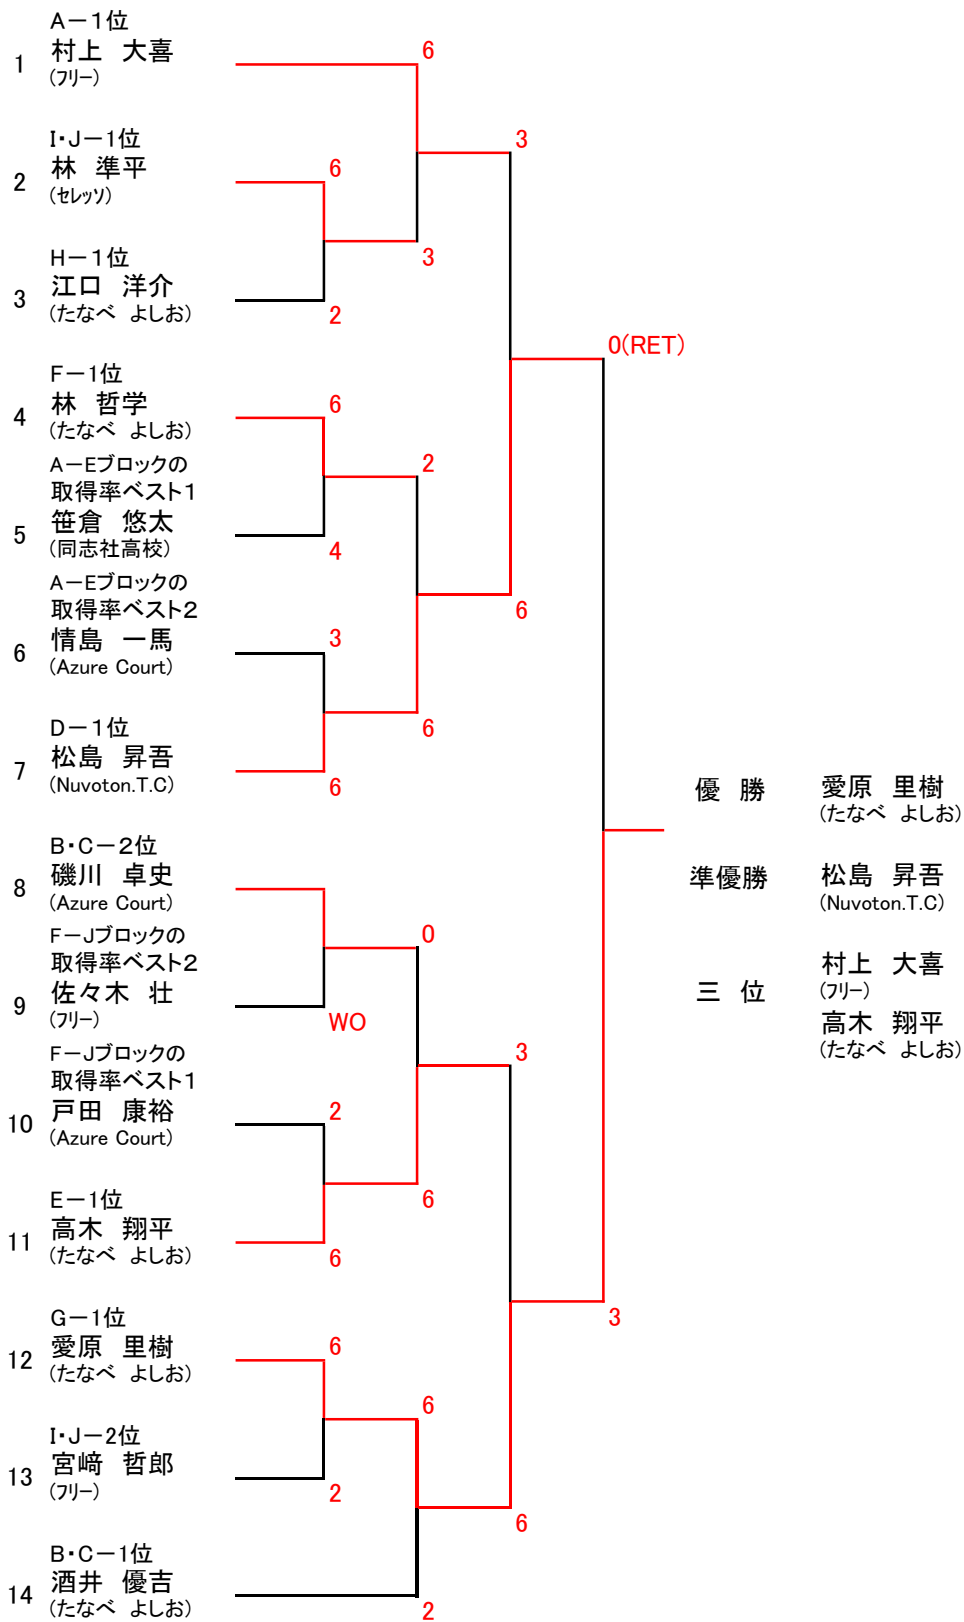 A－１位
1 村上　大喜
(フリー)
6
I・J－1位
2 林　準平
(セレッソ)
6
3
3
H－１位
3 江口　洋介
(たなべ よしお)
2
0(RET)
F－1位
4 林　哲学
(たなべ よしお)
6
2
A－Eブロックの
取得率ベスト１
5 笹倉　悠太
(同志社高校)
4
A－Eブロックの
取得率ベスト２
6 情島　一馬
(Azure Court)
3
6
D－１位
7 松島　昇吾
(Nuvoton.T.C)
6
6
優　勝　愛原　里樹
(たなべ よしお)
B・C－2位
8 磯川　卓史
(Azure Court)
準優勝　松島　昇吾
(Nuvoton.T.C)
F－Jブロックの
取得率ベスト２
9 佐々木　壮
(フリー)
0
WO
村上　大喜
三　位　(フリー)
高木　翔平
(たなべ よしお)
F－Jブロックの
取得率ベスト１
10 戸田　康裕
(Azure Court)
2
3
E－1位
11 高木　翔平
(たなべ よしお)
6
6
G－1位
12 愛原　里樹
(たなべ よしお)
6
3
I・J－2位
13 宮﨑　哲郎
(フリー)
6
2
6
B・C－1位
14 酒井　優吉
(たなべ よしお)
2